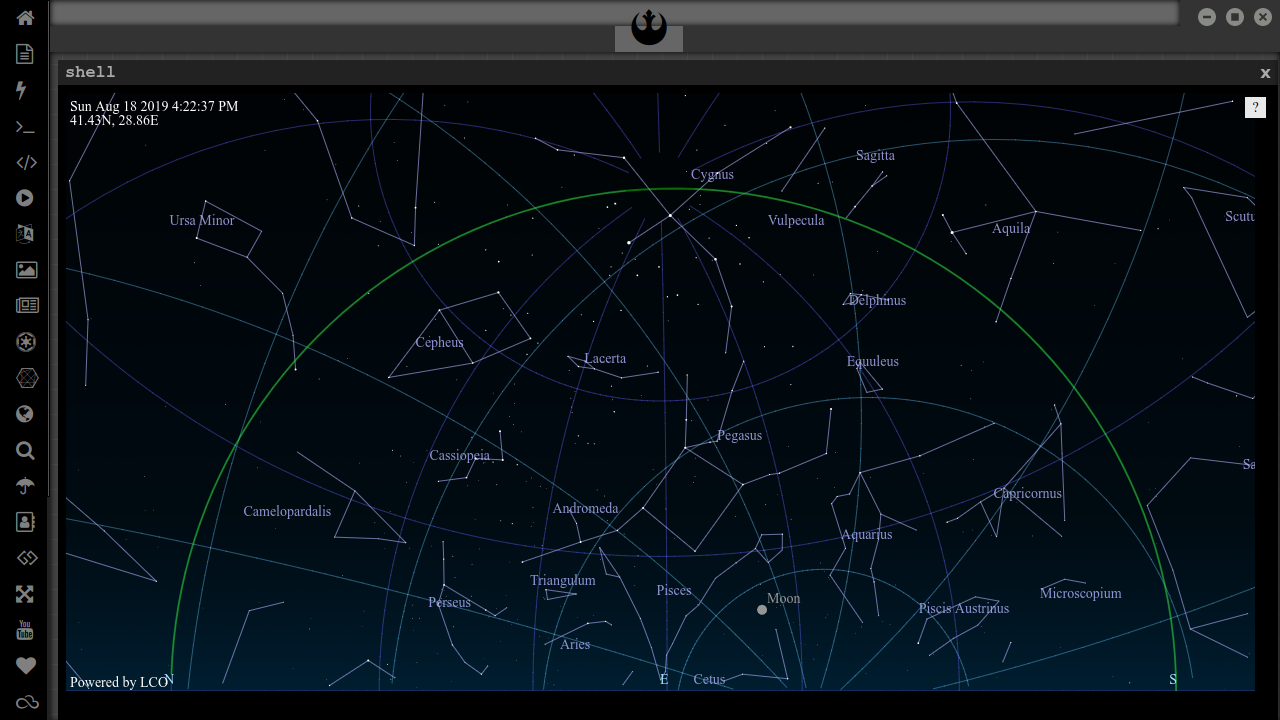 shell
x
Sun Aug 18 2019 4:22:37 PM
41.43N, 28.86E
?
Sagitta
Cygnus
Ursa Minor
Vulpecula
Scutu
Aquila
Delphinus
Cepheus
Lacerta
Equuleus
Pegasus
Cassiopeia
Sa
Capricornus
Camelopardalis
Andromeda
Aquarius
Triangulum
Pisces
Microscopium
Moon
Perseus
Piscis Austrinus
Aries
Powered by LCO
N
E
Cetus
S
You
Tube